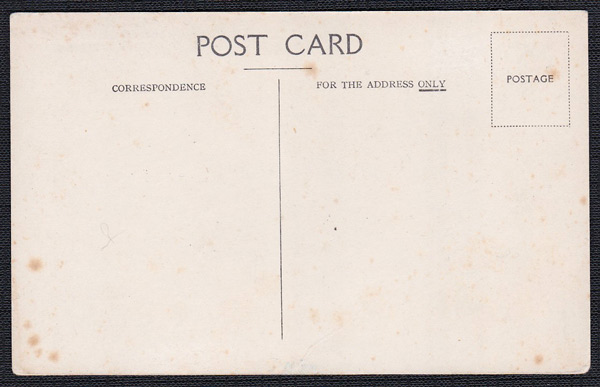 POST CARD
CORRESPONDENCE
FOR THE ADDRESS ONLY
POSTAGE